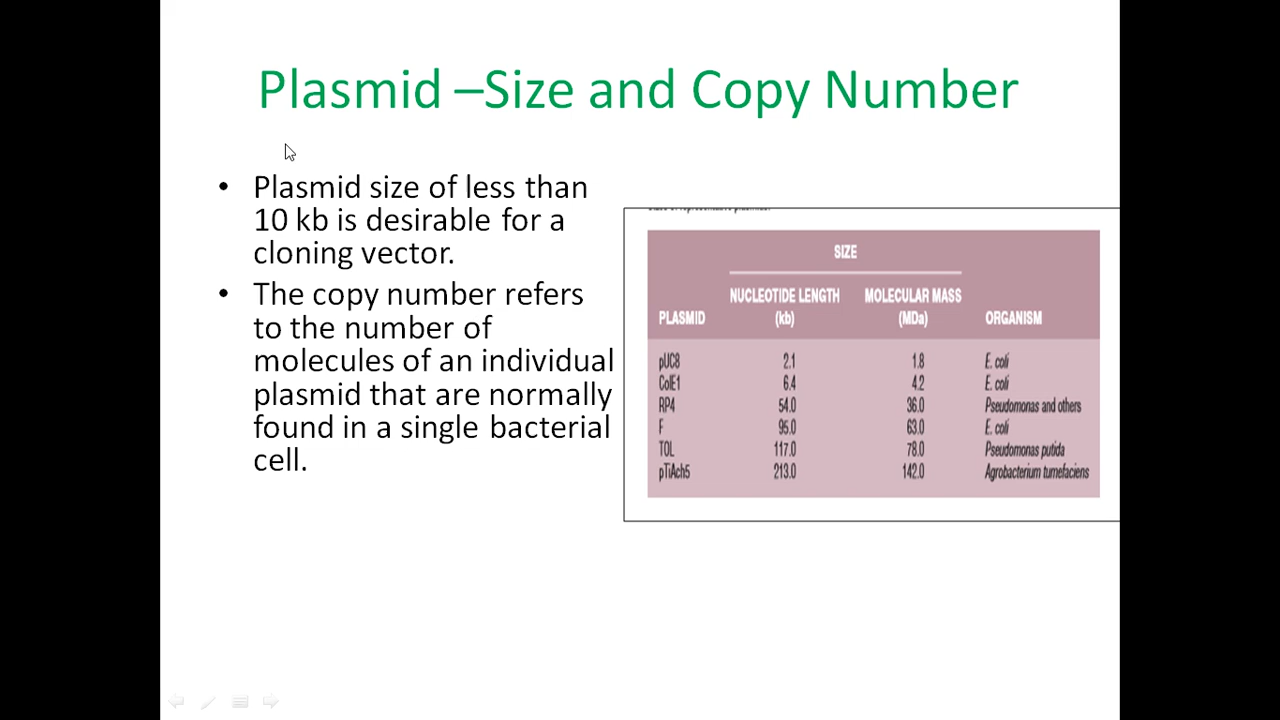 Plasmid –Size and Copy Number
• Plasmid size of less than
10 kb is desirable for a
cloning vector.
• The copy number refers
to the number of
molecules of an individual
plasmid that are normally
found in a single bacterial
cell.
SIZE
NUCLEOTIDE LENGTH MOLECULAR MASS
PLASMID (kb) (MDa) ORGANISM
pUC8 2.1 1.8 E. coli
ColE1 6.4 4.2 E. coli
RP4 54.0 36.0 Pseudomonas and others
F 95.0 63.0 E. coli
TOL 117.0 78.0 Pseudomonas putida
pTiAch5 213.0 142.0 Agrobacterium tumefaciens